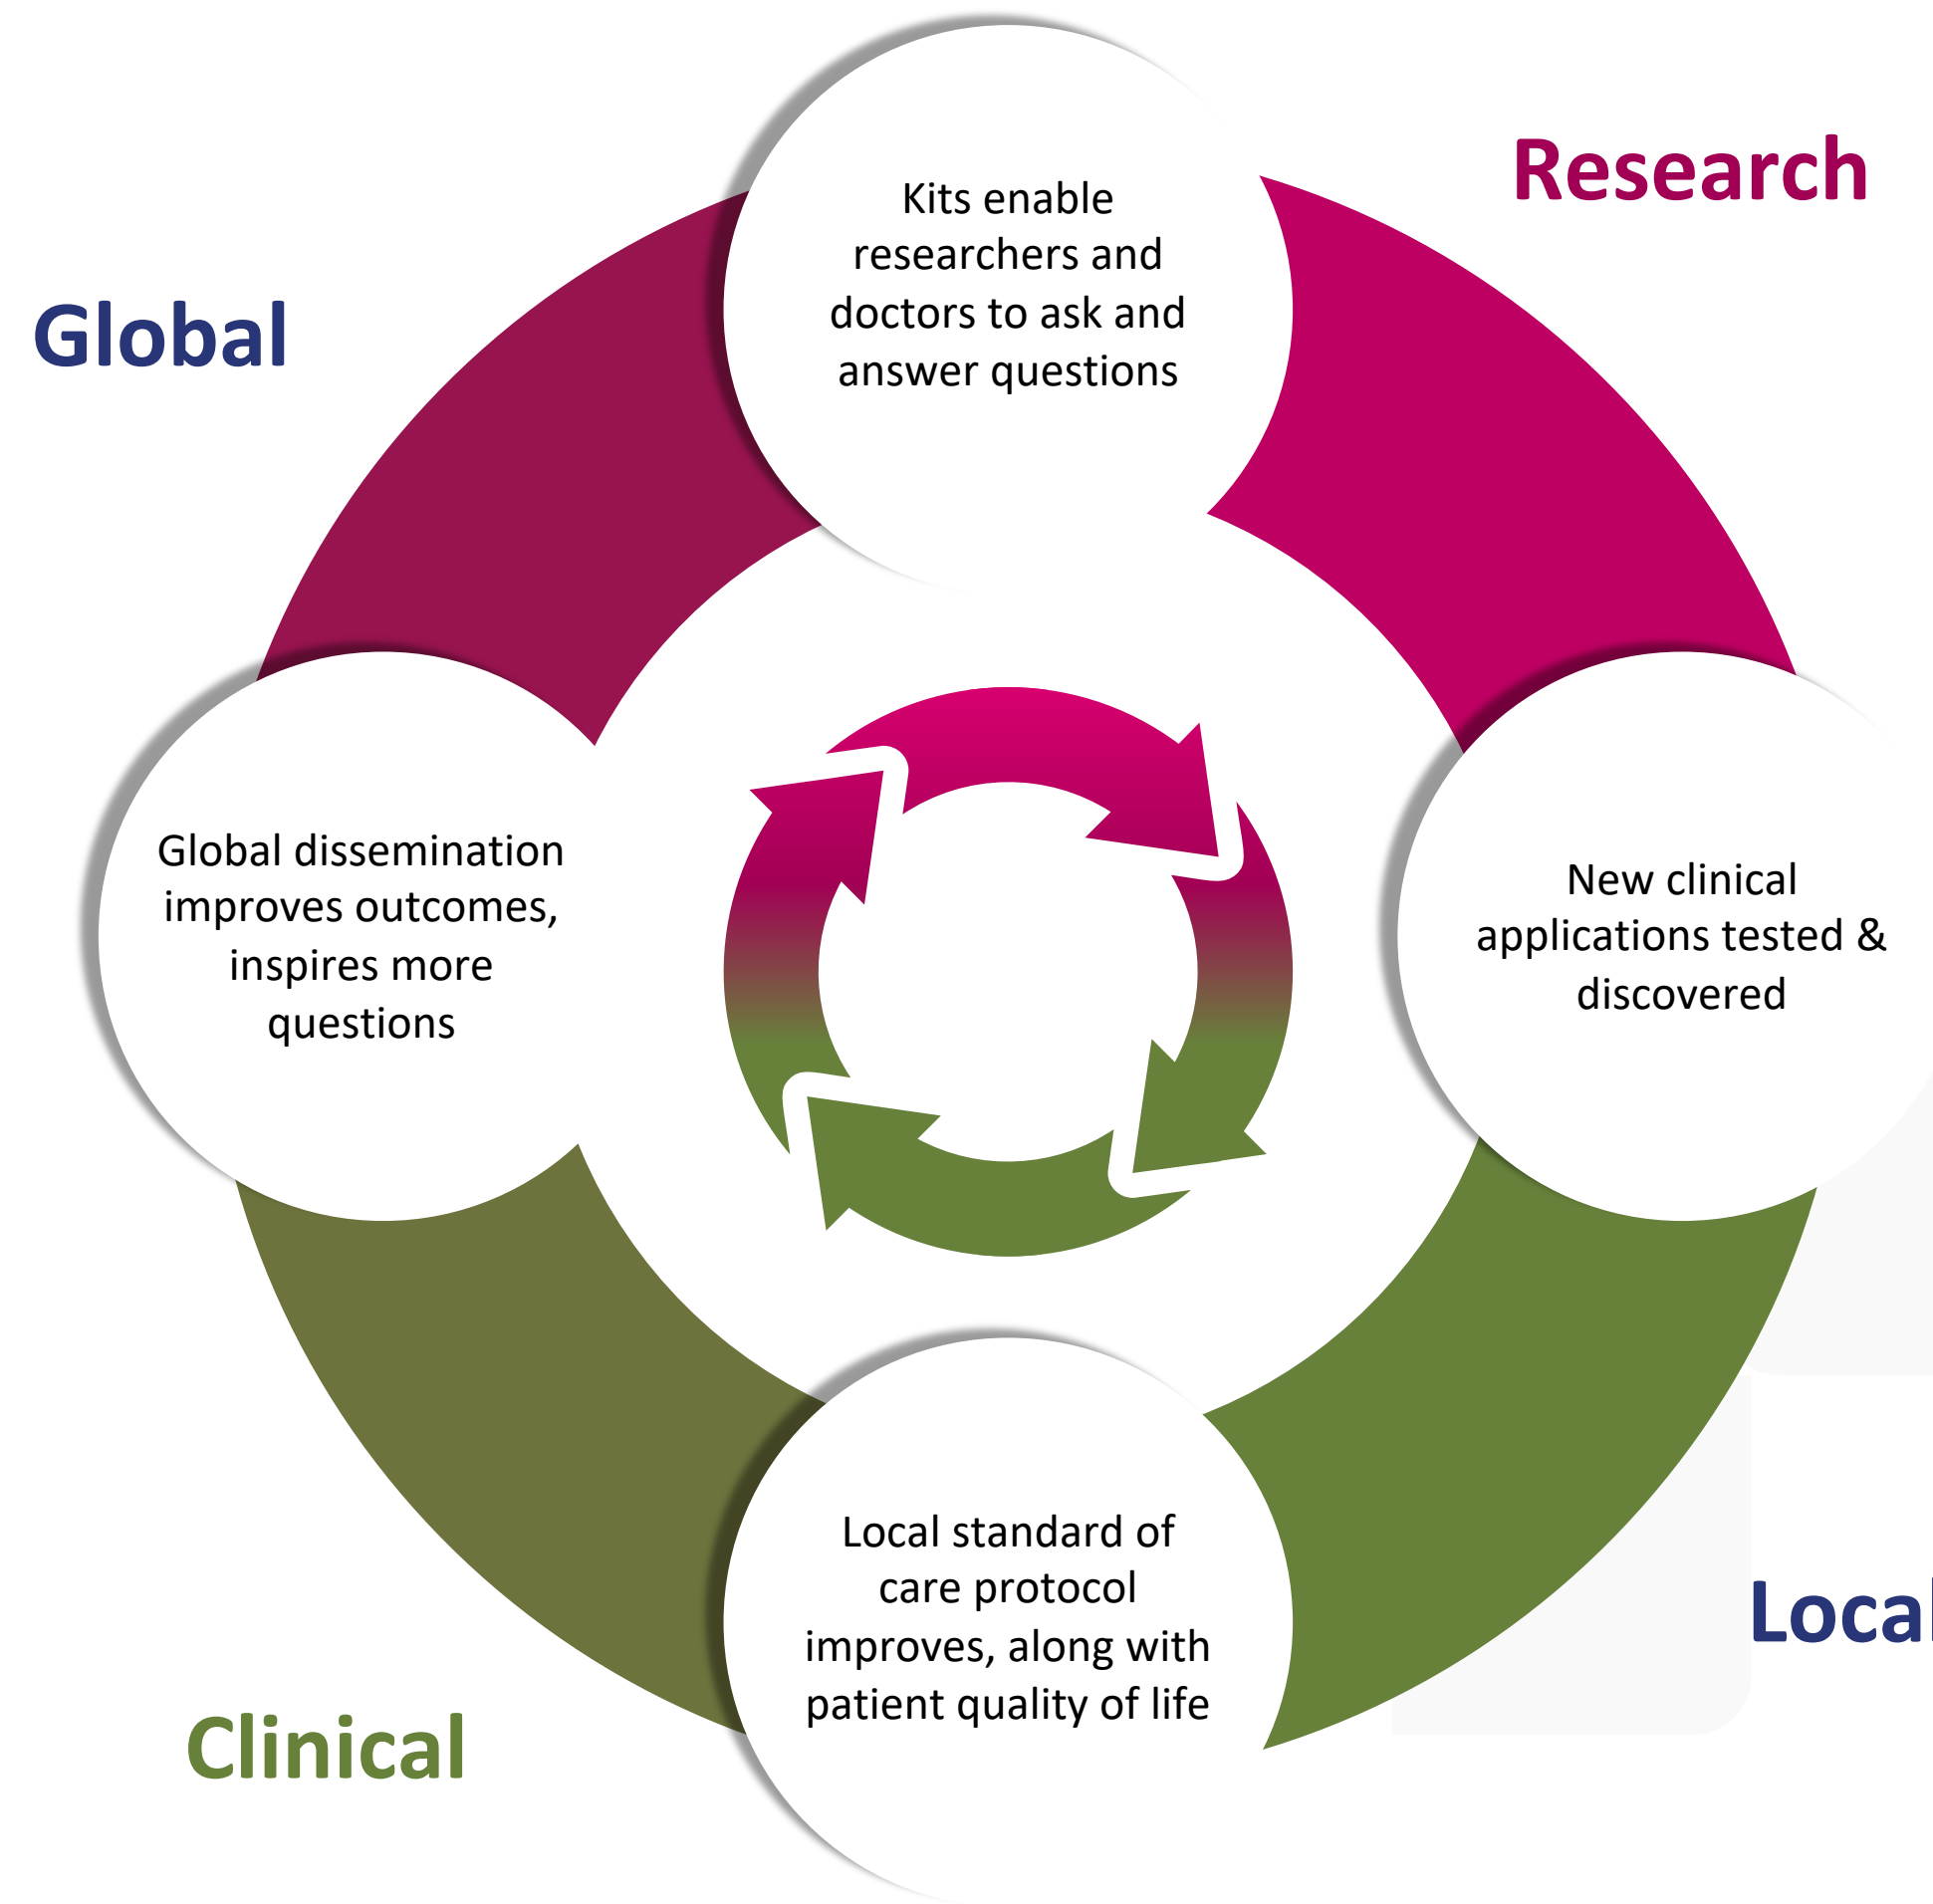 Research
Global
Kits enable
researchers and
doctors to ask and
answer questions
New clinical
applications tested &
discovered
Global dissemination
improves outcomes,
inspires more
questions
Local
Local standard of
care protocol
improves, along with
patient quality of life
Clinical